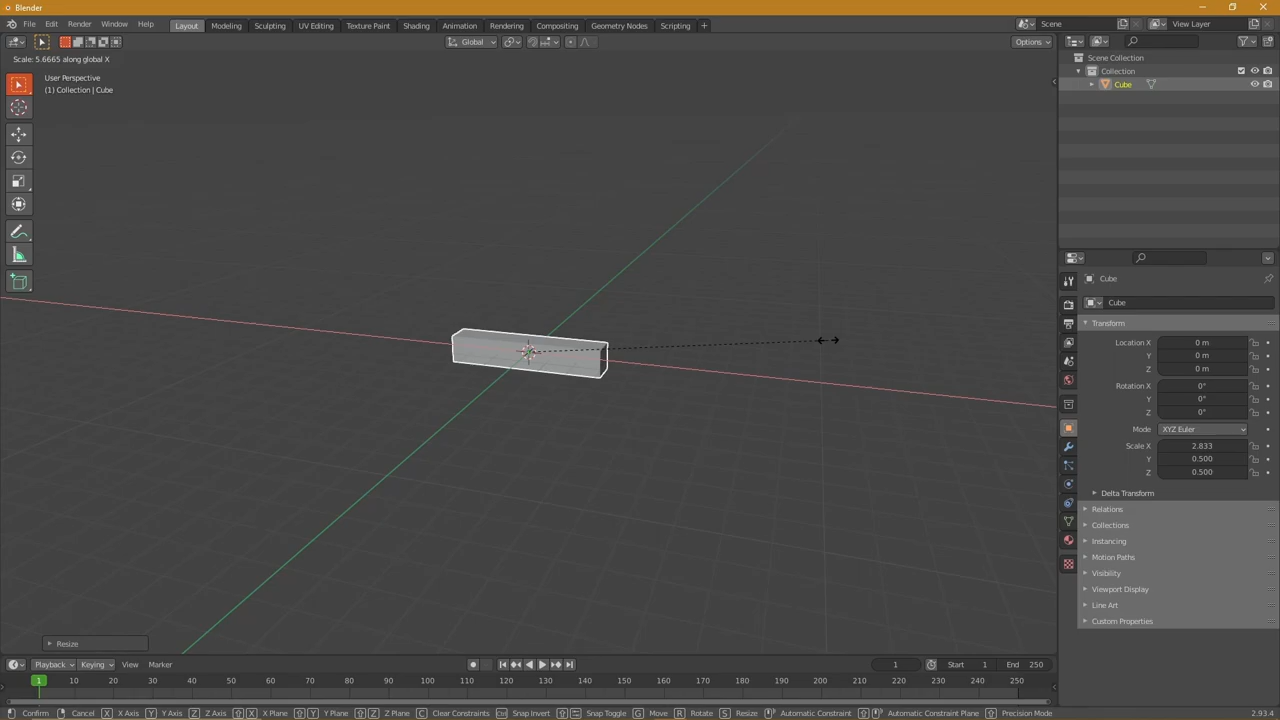 Blender
File Edit Render Window Help
Layout Modeling Sculpting UV Editing Texture Paint Shading Animation Rendering Compositing Geometry Nodes Scripting +
Scene
View Layer
Global
Options
Scale: 5.6665 along global X
User Perspective
(1) Collection | Cube
Scene Collection
Collection
Cube
Cube
Cube
Transform
Location X 0 m
Y 0 m
Z 0 m
Rotation X 0°
Y 0°
Z 0°
Mode XYZ Euler
Scale X 2.833
Y 0.500
Z 0.500
Delta Transform
Relations
Collections
Instancing
Motion Paths
Visibility
Viewport Display
Line Art
Custom Properties
Resize
Playback Keying View Marker
1 Start 1 End 250
1 10 20 30 40 50 60 70 80 90 100 110 120 130 140 150 160 170 180 190 200 210 220 230 240 250
Confirm Cancel X X Axis Y Y Axis Z Z Axis X X Plane Y Y Plane Z Z Plane C Clear Constraints Ctrl Snap Invert Snap Toggle G Move R Rotate S Resize Automatic Constraint Automatic Constraint Plane Precision Mode 2.93.4